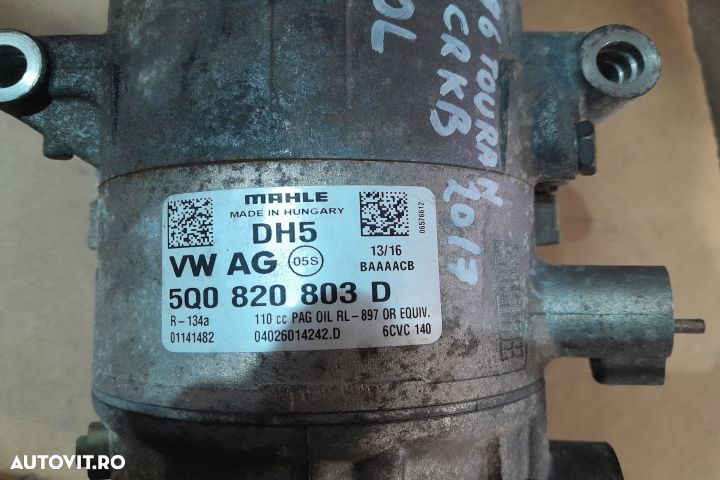 MAHLE
MADE IN HUNGARY
DH5
VW AG 05S
13/16
BAAAACB
06576612
5Q0 820 803 D
R-134a 110 cc PAG OIL RL-897 OR EQUIV.
01141482 04026014242.D 6CVC 140
TOURAN
CRKB
2017
AUTOVIT.RO